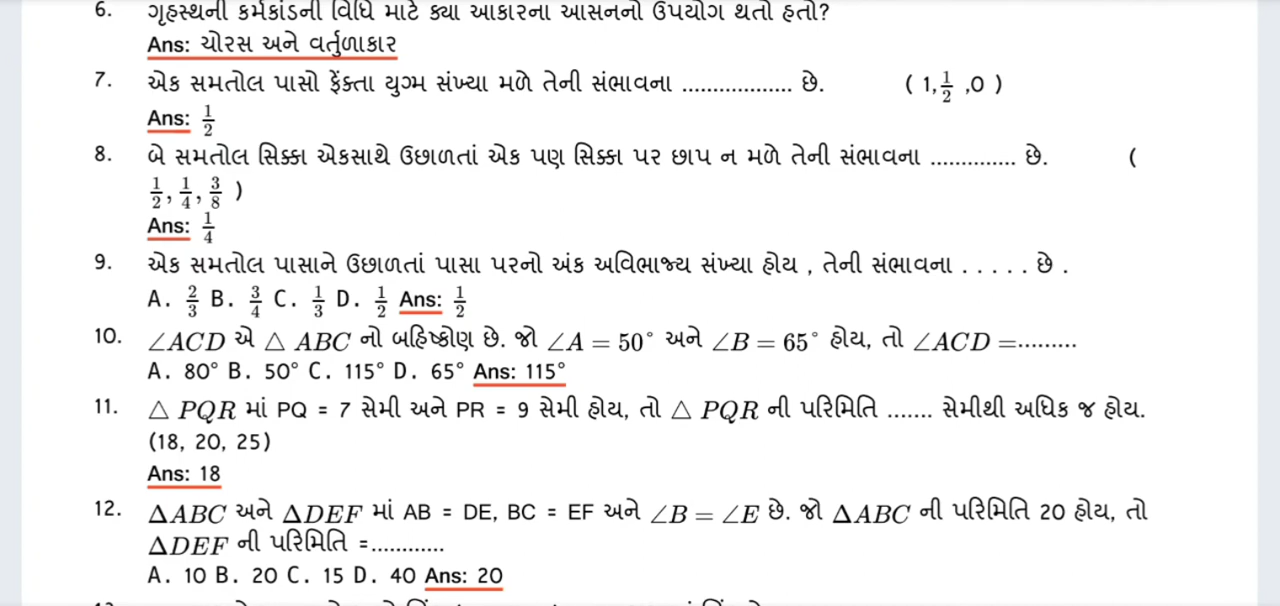 6. ગૃહસ્થની કર્મકાંડની વિધિ માટે ક્યા આકારના આસનનો ઉપયોગ થતો હતો?
Ans: ચોરસ અને વર્તુળાકાર
7. એક સમતોલ પાસો ફેંક્તા યુગ્મ સંખ્યા મળે તેની સંભાવના .................. છે. ( 1, 1/2 ,0 )
Ans: 1/2
8. બે સમતોલ સિક્કા એકસાથે ઉછાળતાં એક પણ સિક્કા પર છાપ ન મળે તેની સંભાવના .............. છે. (
1/2, 1/4, 3/8 )
Ans: 1/4
9. એક સમતોલ પાસાને ઉછાળતાં પાસા પરનો અંક અવિભાજ્ય સંખ્યા હોય , તેની સંભાવના . . . . . છે .
A. 2/3 B. 3/4 C. 1/3 D. 1/2 Ans: 1/2
10. ∠ACD એ △ ABC નો બહિષ્કોણ છે. જો ∠A = 50° અને ∠B = 65° હોય, તો ∠ACD =.........
A. 80° B. 50° C. 115° D. 65° Ans: 115°
11. △ PQR માં PQ = 7 સેમી અને PR = 9 સેમી હોય, તો △ PQR ની પરિમિતિ ....... સેમીથી અધિક જ હોય.
(18, 20, 25)
Ans: 18
12. ΔABC અને ΔDEF માં AB = DE, BC = EF અને ∠B = ∠E છે. જો ΔABC ની પરિમિતિ 20 હોય, તો
ΔDEF ની પરિમિતિ =............
A. 10 B. 20 C. 15 D. 40 Ans: 20